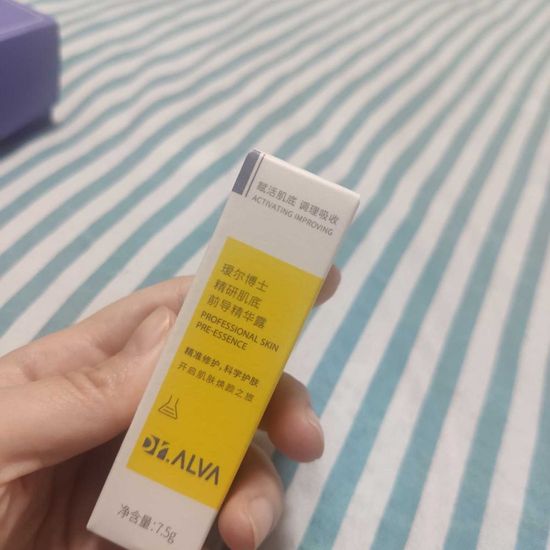 赋活肌底 调理吸收
ACTIVATING IMPROVING
瑷尔博士
精研肌底
前导精华露
PROFESSIONAL SKIN
PRE-ESSENCE
精准修护，科学护肤
开启肌肤焕跑之旅
Dr.ALVA
净含量:7.5g